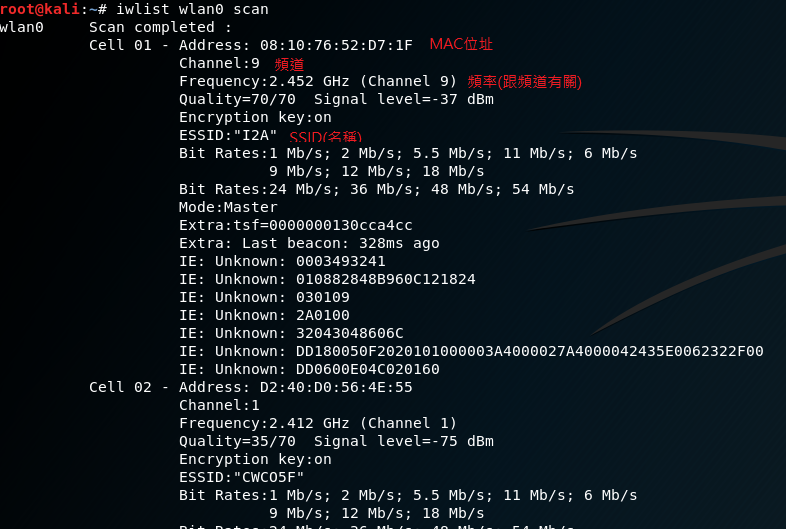 root@kali:~# iwlist wlan0 scan
wlan0     Scan completed :
Cell 01 - Address: 08:10:76:52:D7:1F  MAC位址
Channel:9  頻道
Frequency:2.452 GHz (Channel 9)  頻率(跟頻道有關)
Quality=70/70  Signal level=-37 dBm
Encryption key:on
ESSID:"I2A"  SSID(名稱)
Bit Rates:1 Mb/s; 2 Mb/s; 5.5 Mb/s; 11 Mb/s; 6 Mb/s
9 Mb/s; 12 Mb/s; 18 Mb/s
Bit Rates:24 Mb/s; 36 Mb/s; 48 Mb/s; 54 Mb/s
Mode:Master
Extra:tsf=0000000130cca4cc
Extra: Last beacon: 328ms ago
IE: Unknown: 0003493241
IE: Unknown: 010882848B960C121824
IE: Unknown: 030109
IE: Unknown: 2A0100
IE: Unknown: 32043048606C
IE: Unknown: DD180050F2020101000003A4000027A4000042435E0062322F00
IE: Unknown: DD0600E04C020160
Cell 02 - Address: D2:40:D0:56:4E:55
Channel:1
Frequency:2.412 GHz (Channel 1)
Quality=35/70  Signal level=-75 dBm
Encryption key:on
ESSID:"CWCO5F"
Bit Rates:1 Mb/s; 2 Mb/s; 5.5 Mb/s; 11 Mb/s; 6 Mb/s
9 Mb/s; 12 Mb/s; 18 Mb/s
Bit Rates:24 Mb/s; 36 Mb/s; 48 Mb/s; 54 Mb/s